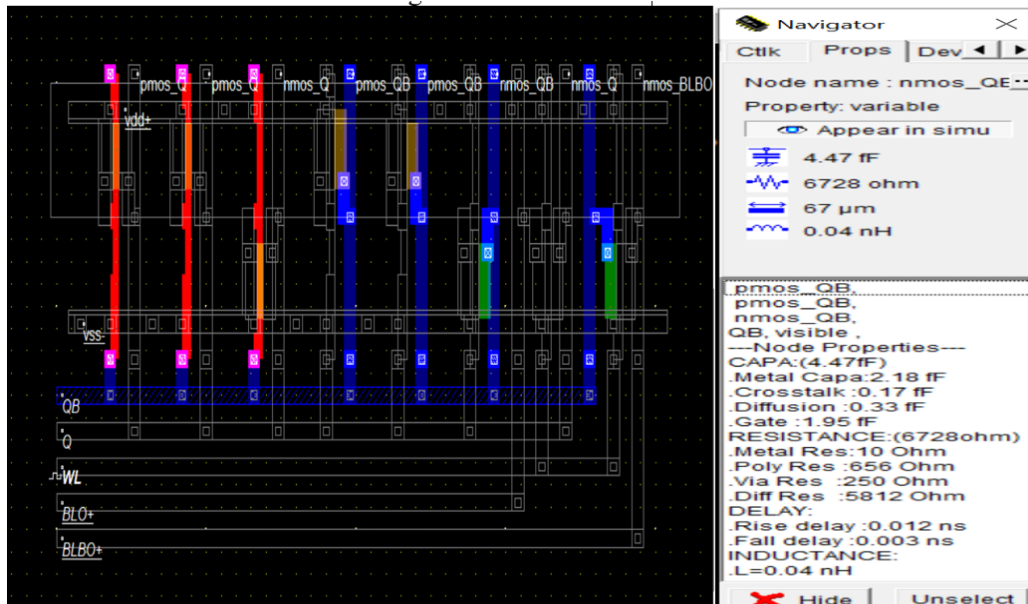 pmos_Q pmos_Q nmos_Q pmos_QB pmos_QB nmos_QB nmos_Q nmos_BLBO
vdd+
vss-
QB
Q
WL
BL0+
BLB0+
Navigator
Ctlk Props Dev
Node name : nmos_QE
Property: variable
Appear in simu
4.47 fF
6728 ohm
67 µm
0.04 nH
pmos_QB,
pmos_QB,
nmos_QB,
QB, visible ,
---Node Properties---
CAPA:(4.47fF)
.Metal Capa:2.18 fF
.Crosstalk :0.17 fF
.Diffusion :0.33 fF
.Gate :1.95 fF
RESISTANCE:(6728ohm)
.Metal Res:10 Ohm
.Poly Res :656 Ohm
.Via Res :250 Ohm
.Diff Res :5812 Ohm
DELAY:
.Rise delay :0.012 ns
.Fall delay :0.003 ns
INDUCTANCE:
.L=0.04 nH
Hide Unselect